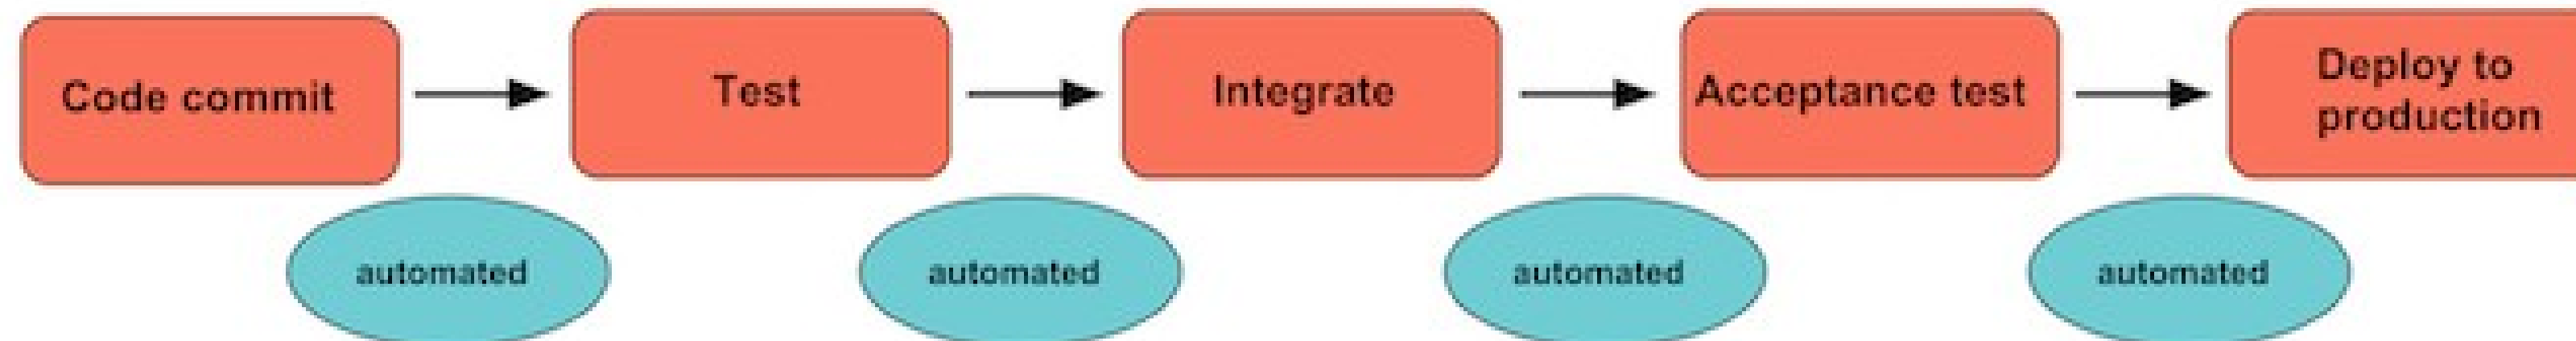 Code commit
Test
Integrate
Acceptance test
Deploy to
production
automated
automated
automated
automated